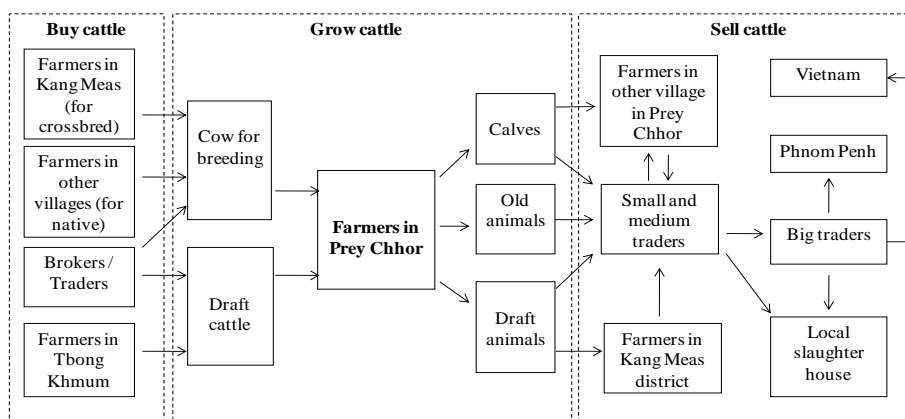 Buy cattle
Farmers in
Kang Meas
(for
crossbred)
Farmers in
other
villages (for
native)
Brokers /
Traders
Farmers in
Tbong
Khmum
Grow cattle
Cow for
breeding
Draft
cattle
Farmers in
Prey Chhor
Calves
Old
animals
Draft
animals
Sell cattle
Farmers in
other village
in Prey
Chhor
Small and
medium
traders
Farmers in
Kang Meas
district
Vietnam
Phnom Penh
Big traders
Local
slaughter
house